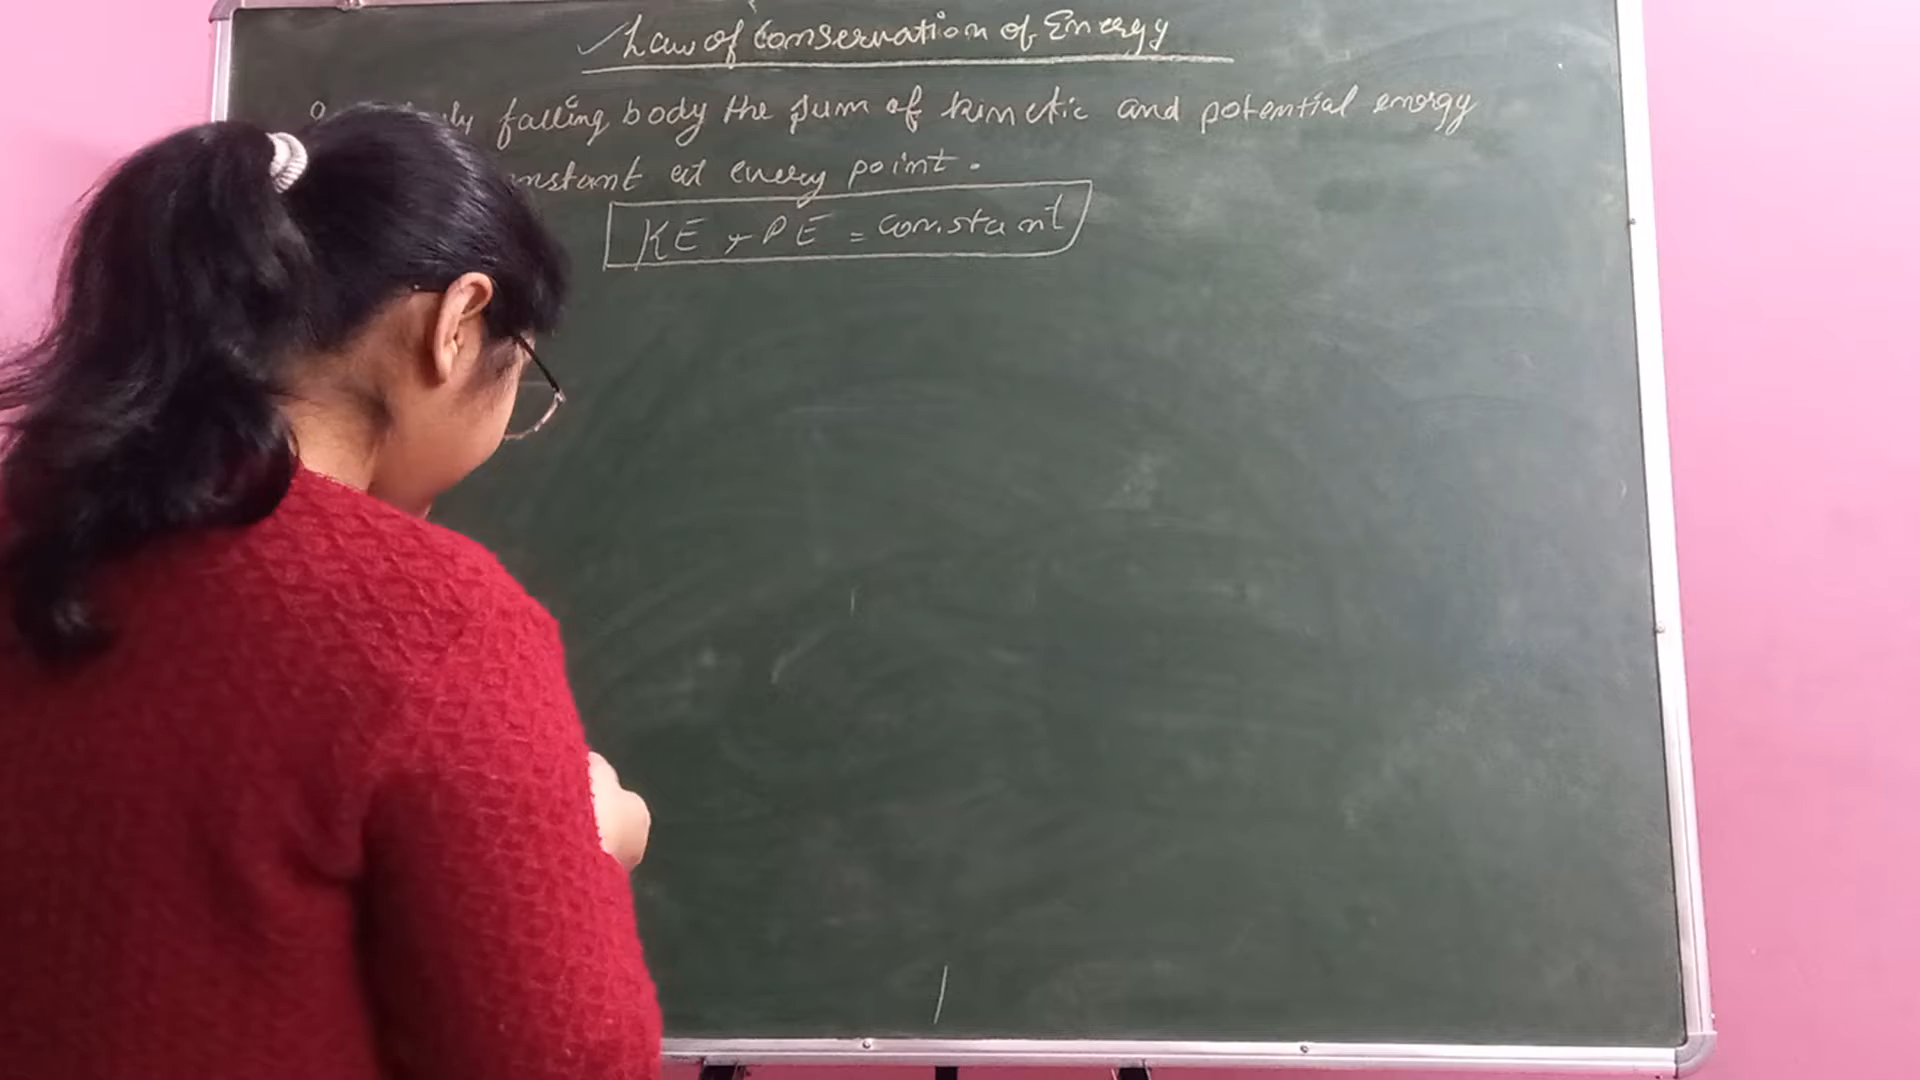 ✓ Law of Conservation of Energy
falling body the sum of kinetic and potential energy
at every point.
KE + PE = constant